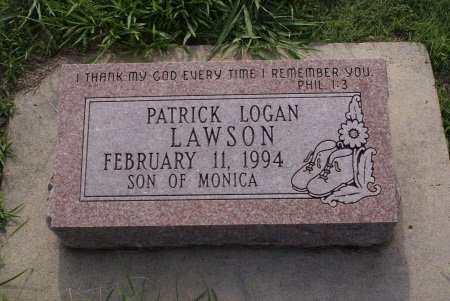 I THANK MY GOD EVERY TIME I REMEMBER YOU.
PHIL. 1:3
PATRICK LOGAN
LAWSON
FEBRUARY 11, 1994
SON OF MONICA